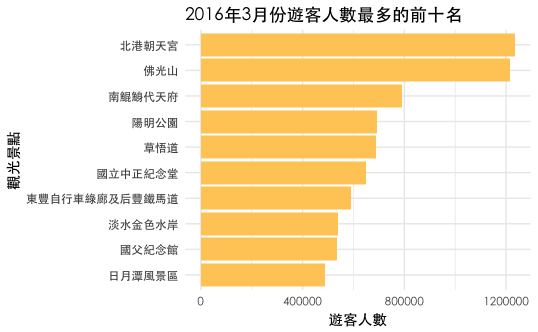 2016年3月份遊客人數最多的前十名
觀光景點
北港朝天宮
佛光山
南鯤鯓代天府
陽明公園
草悟道
國立中正紀念堂
東豐自行車綠廊及后豐鐵馬道
淡水金色水岸
國父紀念館
日月潭風景區
0 400000 800000 1200000
遊客人數